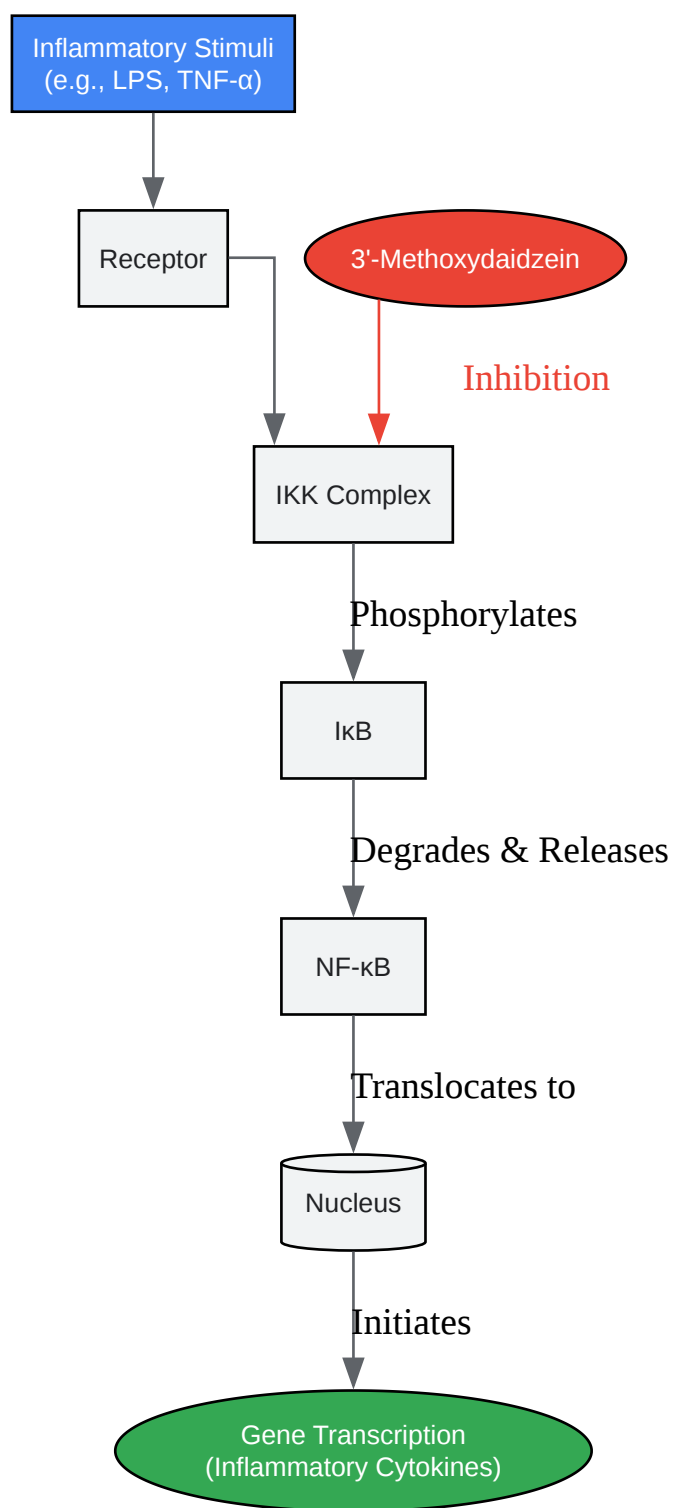 Inflammatory Stimuli
(e.g., LPS, TNF-α)
Receptor
3'-Methoxydaidzein
Inhibition
IKK Complex
Phosphorylates
IκB
Degrades & Releases
NF-κB
Translocates to
Nucleus
Initiates
Gene Transcription
(Inflammatory Cytokines)